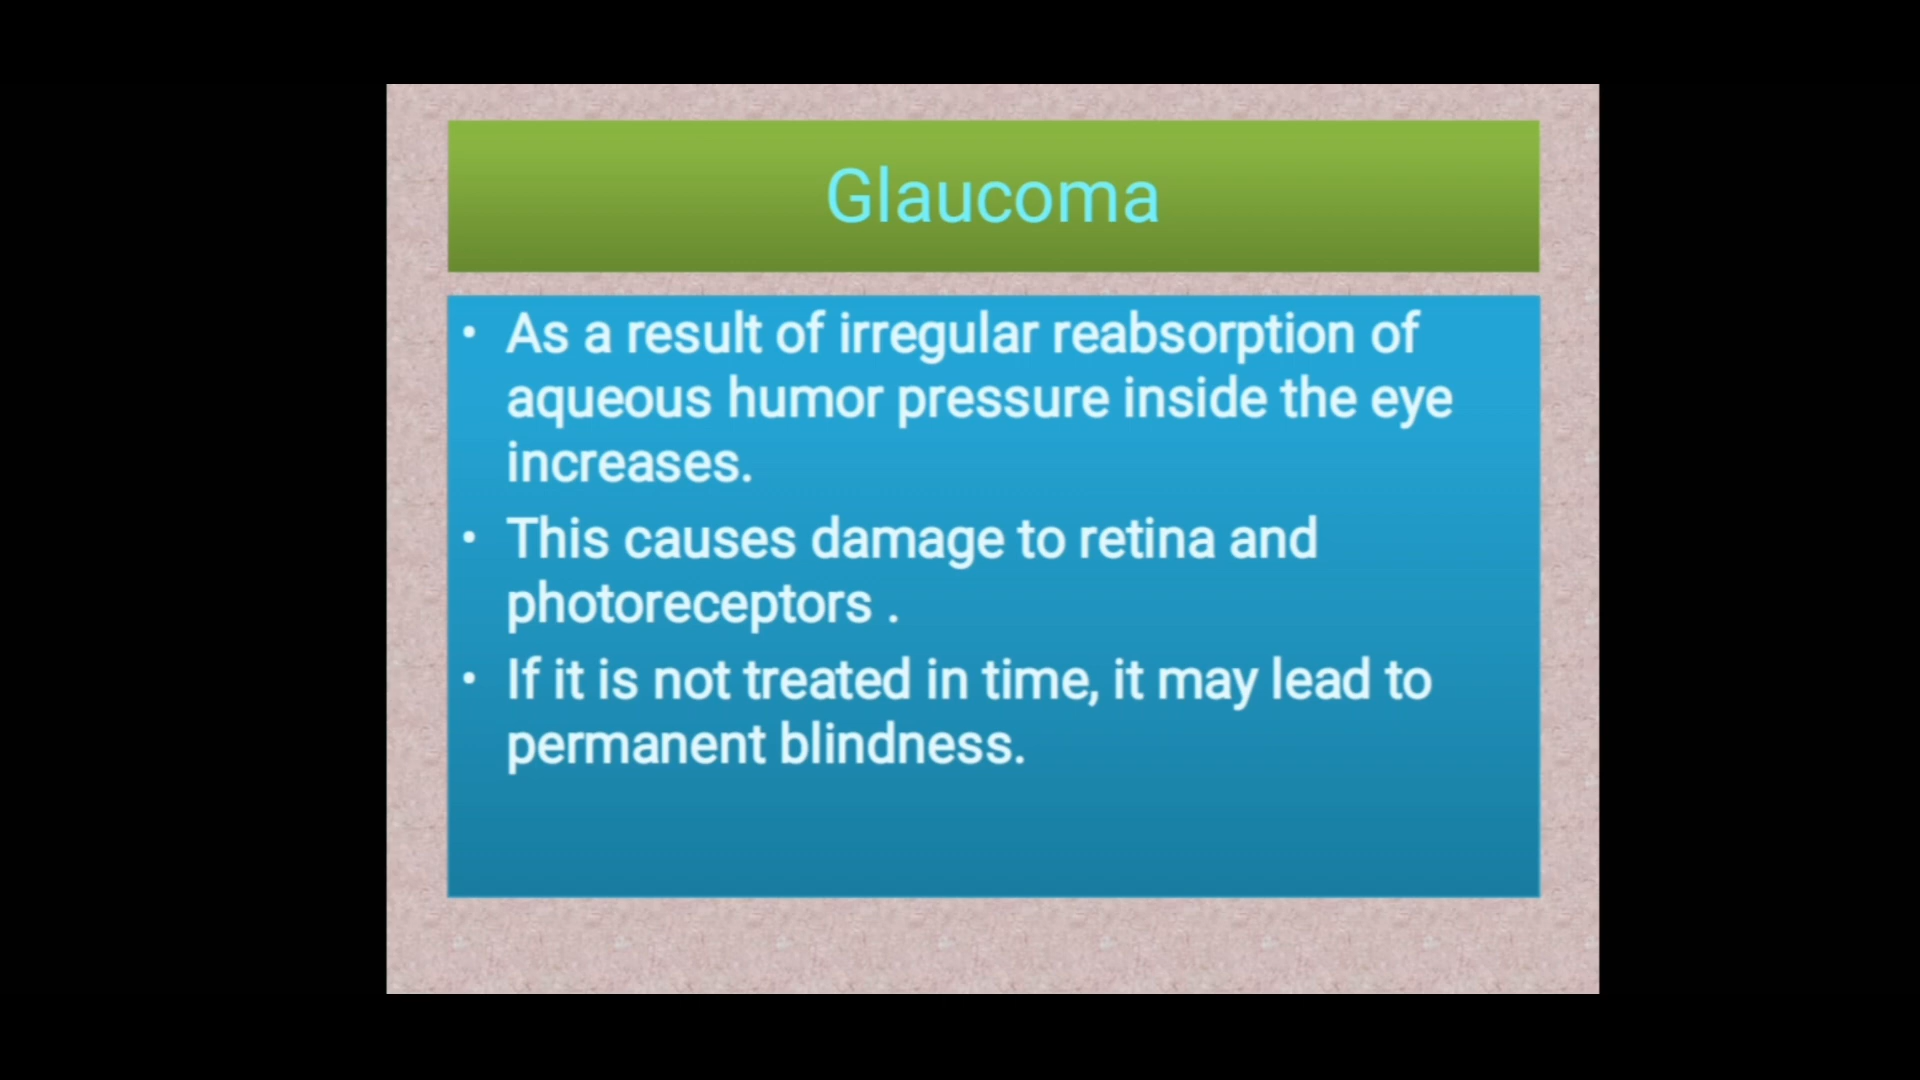 Glaucoma
• As a result of irregular reabsorption of
aqueous humor pressure inside the eye
increases.
• This causes damage to retina and
photoreceptors .
• If it is not treated in time, it may lead to
permanent blindness.